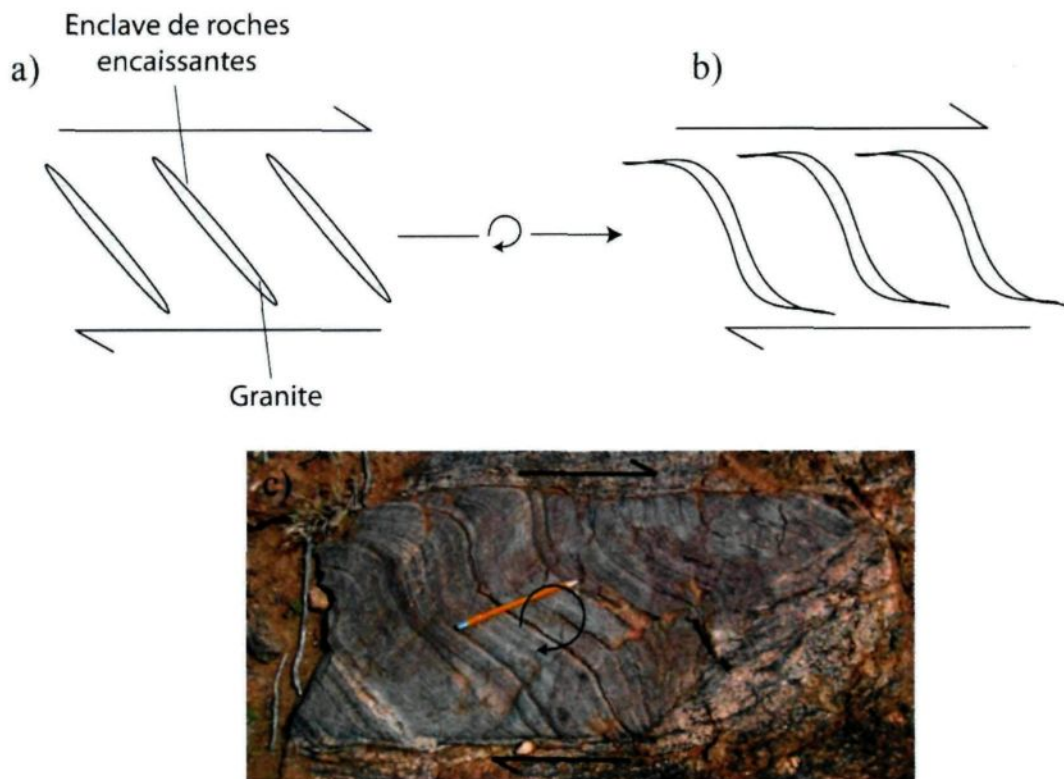 Enclave de roches
encaissantes
a)
b)
Granite
c)